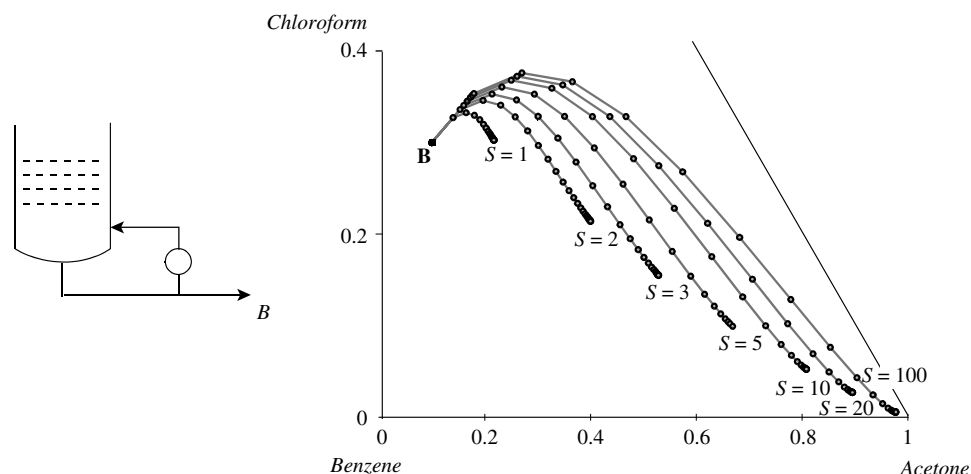 Chloroform
0.4
B
S = 1
0.2
S = 2
S = 3
B
S = 5
S = 100
S = 10
S = 20
0
0
0.2
0.4
0.6
0.8
1
Benzene
Acetone